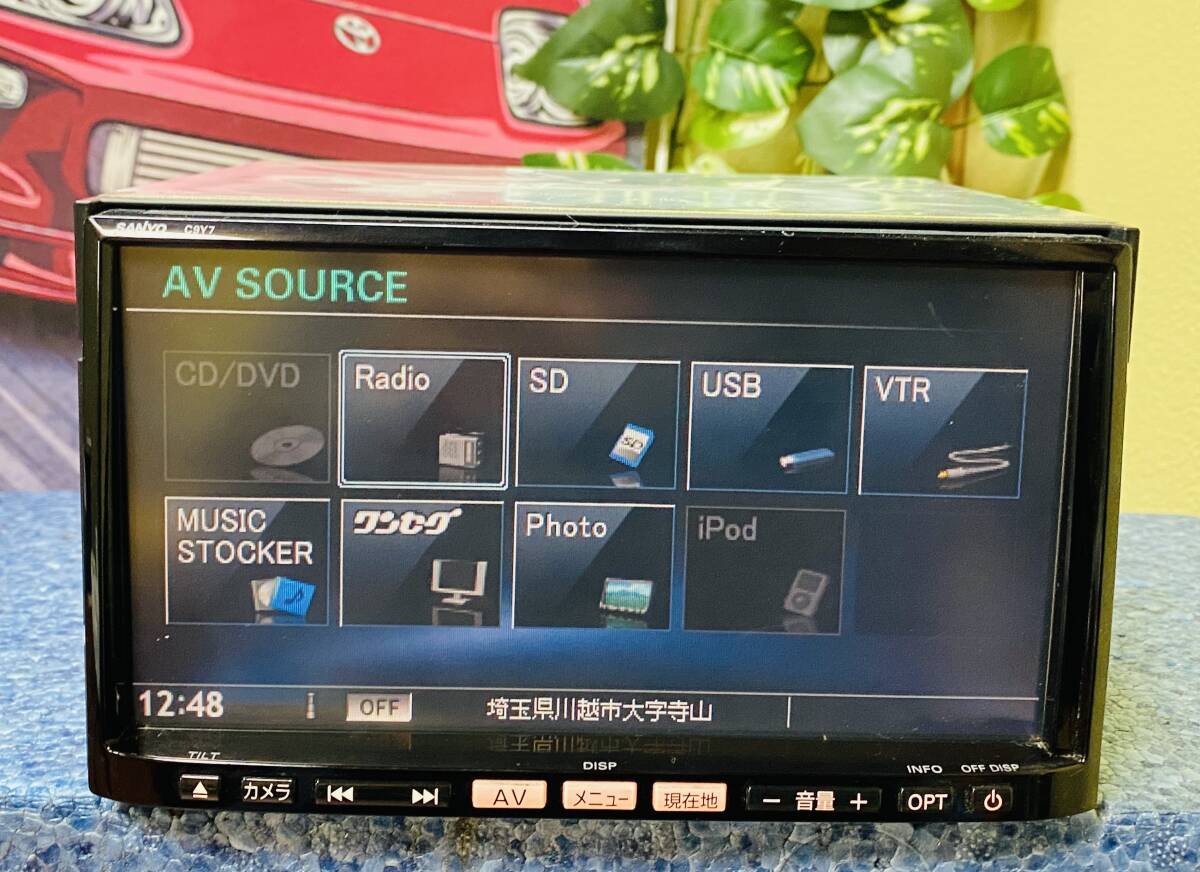 SANYO C9Y7
AV SOURCE
CD/DVD
Radio
SD
USB
VTR
MUSIC
STOCKER
ワンセグ
Photo
iPod
12:48
OFF
埼玉県川越市大字寺山
TILT
DISP
INFO
OFF DISP
カメラ
AV
メニュー
現在地
− 音量 +
OPT